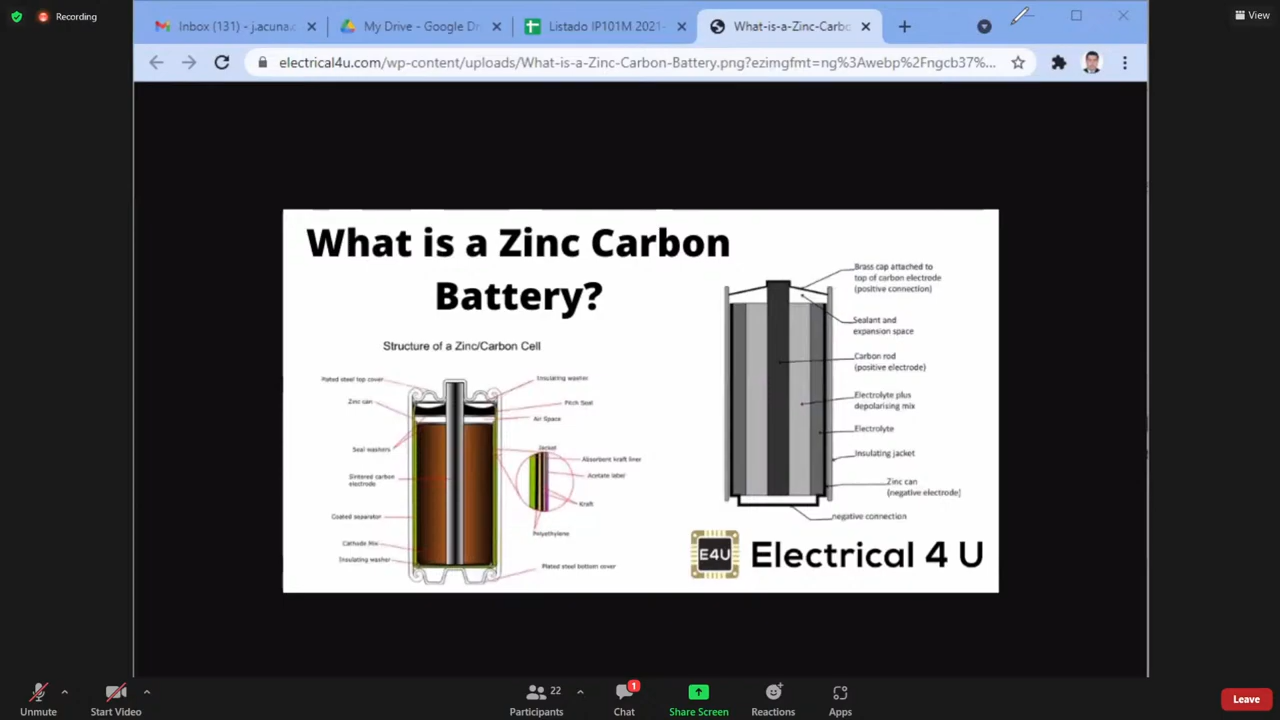 Recording
View
Inbox (131) - j.acuna.c
My Drive - Google Dr
Listado IP101M 2021-
What-is-a-Zinc-Carbo
electrical4u.com/wp-content/uploads/What-is-a-Zinc-Carbon-Battery.png?ezimgfmt=ng%3Awebp%2Fngcb37%...
What is a Zinc Carbon
Battery?
Structure of a Zinc/Carbon Cell
Plated steel top cover
Zinc can
Seal washers
Sintered carbon
electrode
Coated separator
Cathode Mix
Insulating washer
Insulating washer
Pitch Seal
Air Space
Jacket
Absorbent kraft liner
Acetate label
Kraft
Polyethylene
Plated steel bottom cover
Brass cap attached to
top of carbon electrode
(positive connection)
Sealant and
expansion space
Carbon rod
(positive electrode)
Electrolyte plus
depolarising mix
Electrolyte
Insulating jacket
Zinc can
(negative electrode)
negative connection
E4U
Electrical 4 U
Unmute
Start Video
22
Participants
1
Chat
Share Screen
Reactions
Apps
Leave